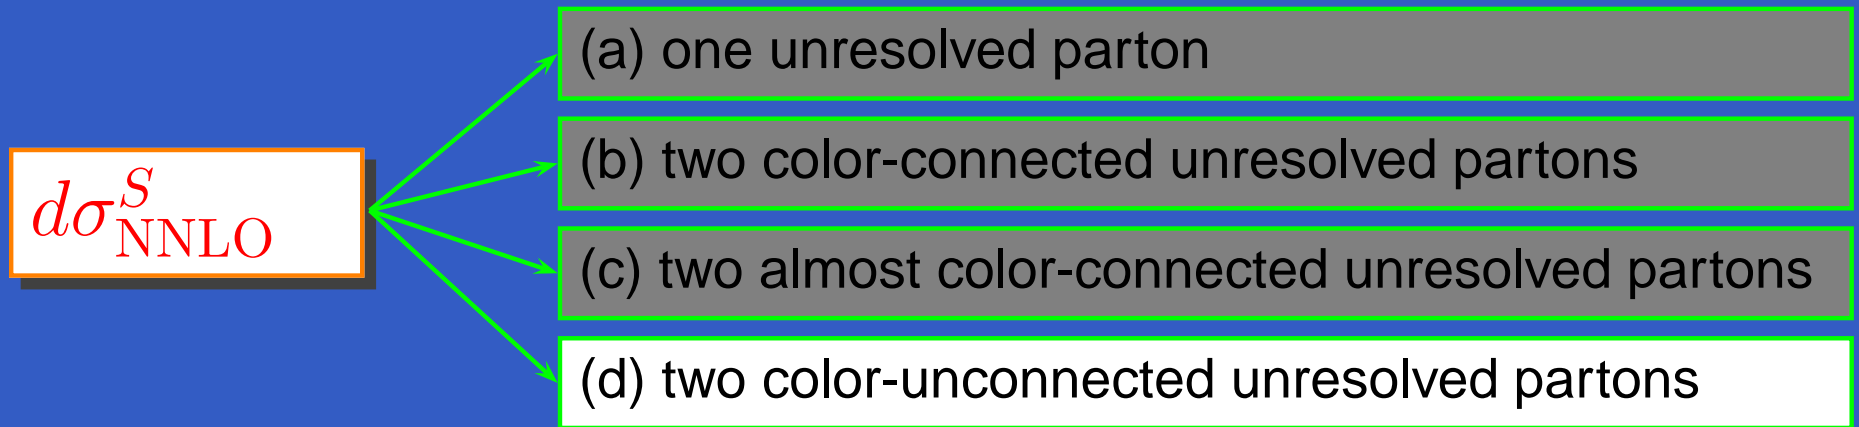 (a) one unresolved parton
(b) two color-connected unresolved partons
dσ^S_NNLO
(c) two almost color-connected unresolved partons
(d) two color-unconnected unresolved partons